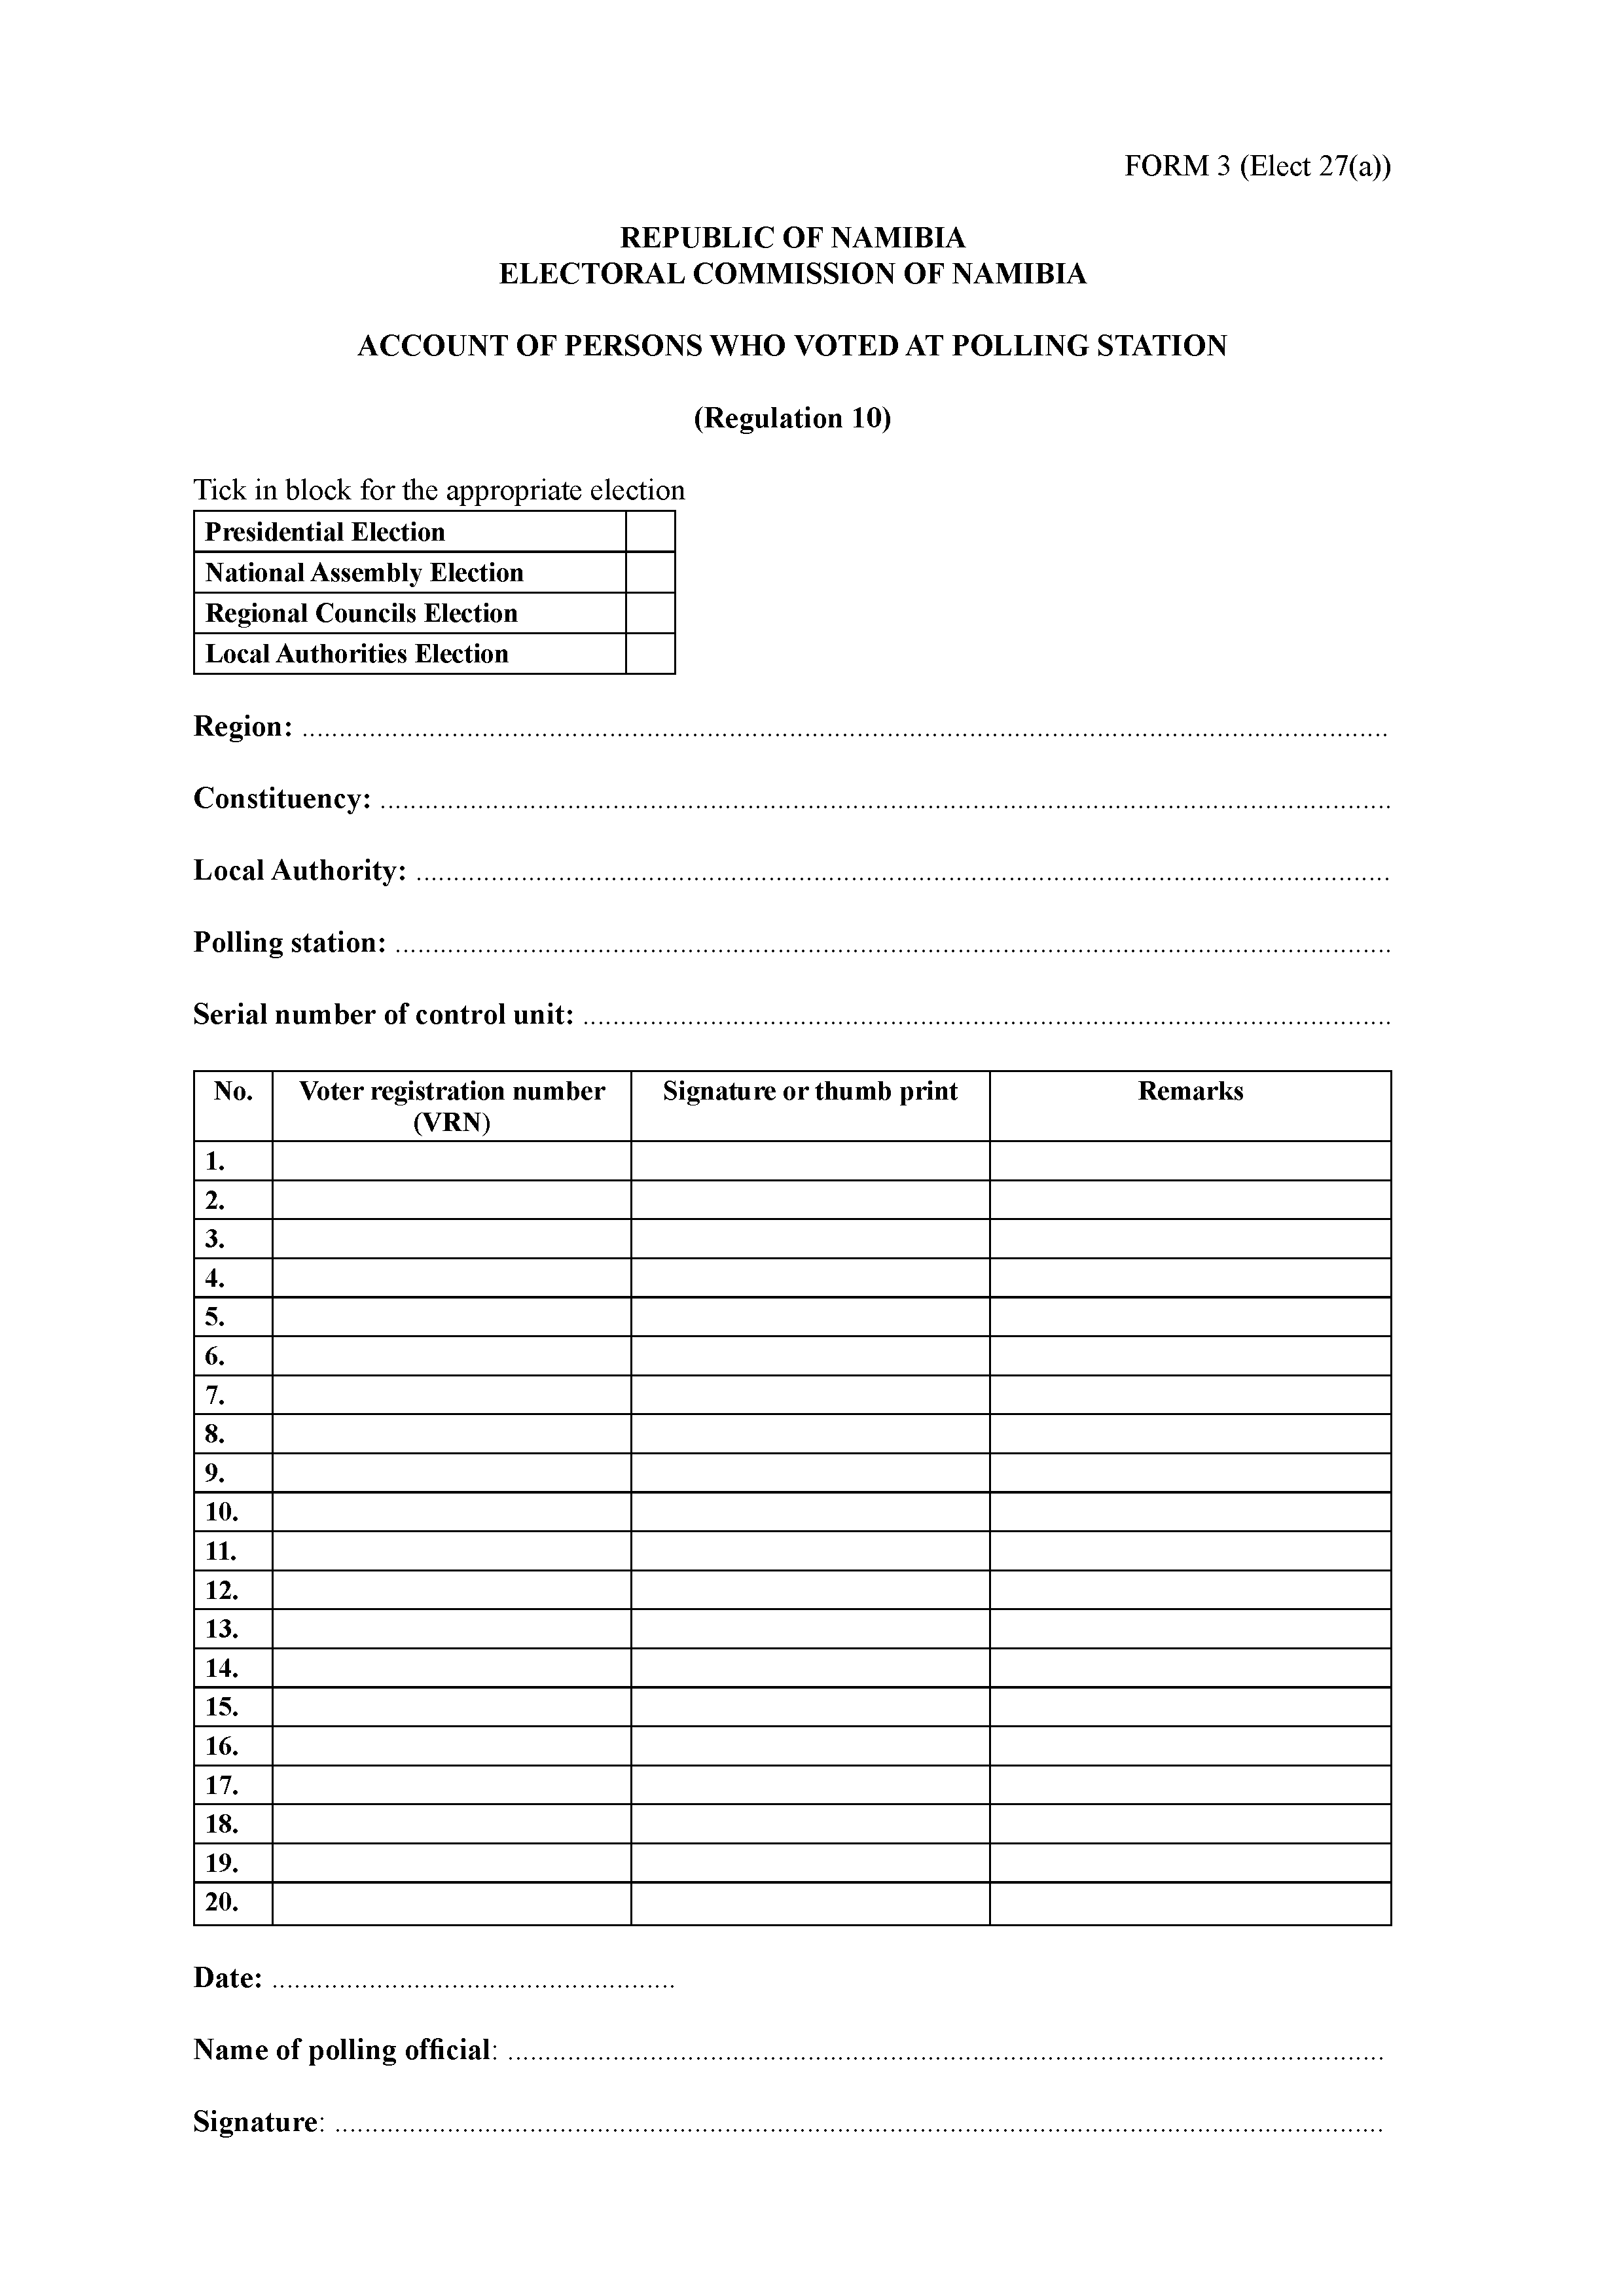 FORM 3 (Elect 27(a))
REPUBLIC OF NAMIBIA
ELECTORAL COMMISSION OF NAMIBIA
ACCOUNT OF PERSONS WHO VOTED AT POLLING STATION
(Regulation 10)
Tick in block for the appropriate election
Presidential Election
National Assembly Election
Regional Councils Election
Local Authorities Election
Region: ................................................................
Constituency: ................................................................
Local Authority: ................................................................
Polling station: ................................................................
Serial number of control unit: ................................................................
No. Voter registration number Signature or thumb print Remarks
(VRN)
1.
2.
3.
4.
5.
6.
7.
8.
9.
10.
11.
12.
13.
14.
15.
16.
17.
18.
19.
20.
Date: ................................................
Name of polling official: ................................................................
Signature: ................................................................